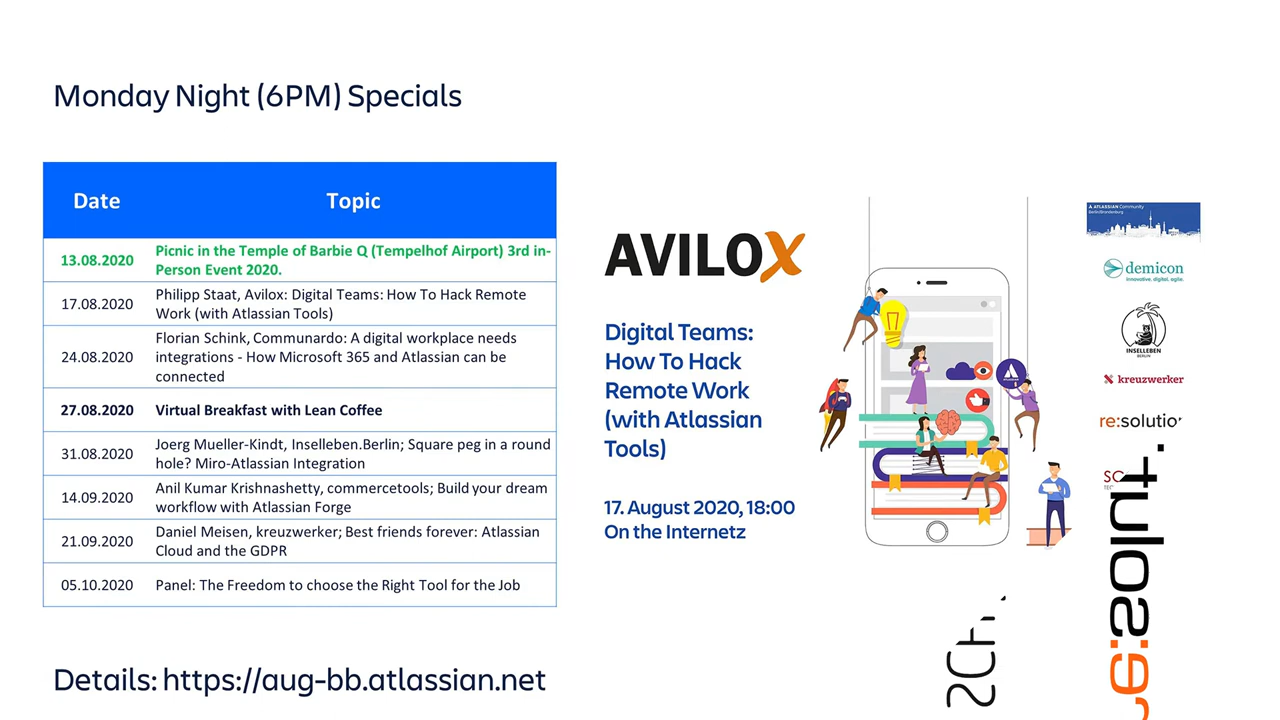 Monday Night (6PM) Specials
Date
Topic
13.08.2020
Picnic in the Temple of Barbie Q (Tempelhof Airport) 3rd in-
Person Event 2020.
17.08.2020
Philipp Staat, Avilox: Digital Teams: How To Hack Remote
Work (with Atlassian Tools)
24.08.2020
Florian Schink, Communardo: A digital workplace needs
integrations - How Microsoft 365 and Atlassian can be
connected
27.08.2020
Virtual Breakfast with Lean Coffee
31.08.2020
Joerg Mueller-Kindt, Inselleben.Berlin; Square peg in a round
hole? Miro-Atlassian Integration
14.09.2020
Anil Kumar Krishnashetty, commercetools; Build your dream
workflow with Atlassian Forge
21.09.2020
Daniel Meisen, kreuzwerker; Best friends forever: Atlassian
Cloud and the GDPR
05.10.2020
Panel: The Freedom to choose the Right Tool for the Job
Details: https://aug-bb.atlassian.net
AVILOX
Digital Teams:
How To Hack
Remote Work
(with Atlassian
Tools)
17. August 2020, 18:00
On the Internetz
ATLASSIAN Community
Berlin/Brandenburg
demicon
innovative. digital. agile.
INSELLEBEN
BERLIN
kreuzwerker
re:solution